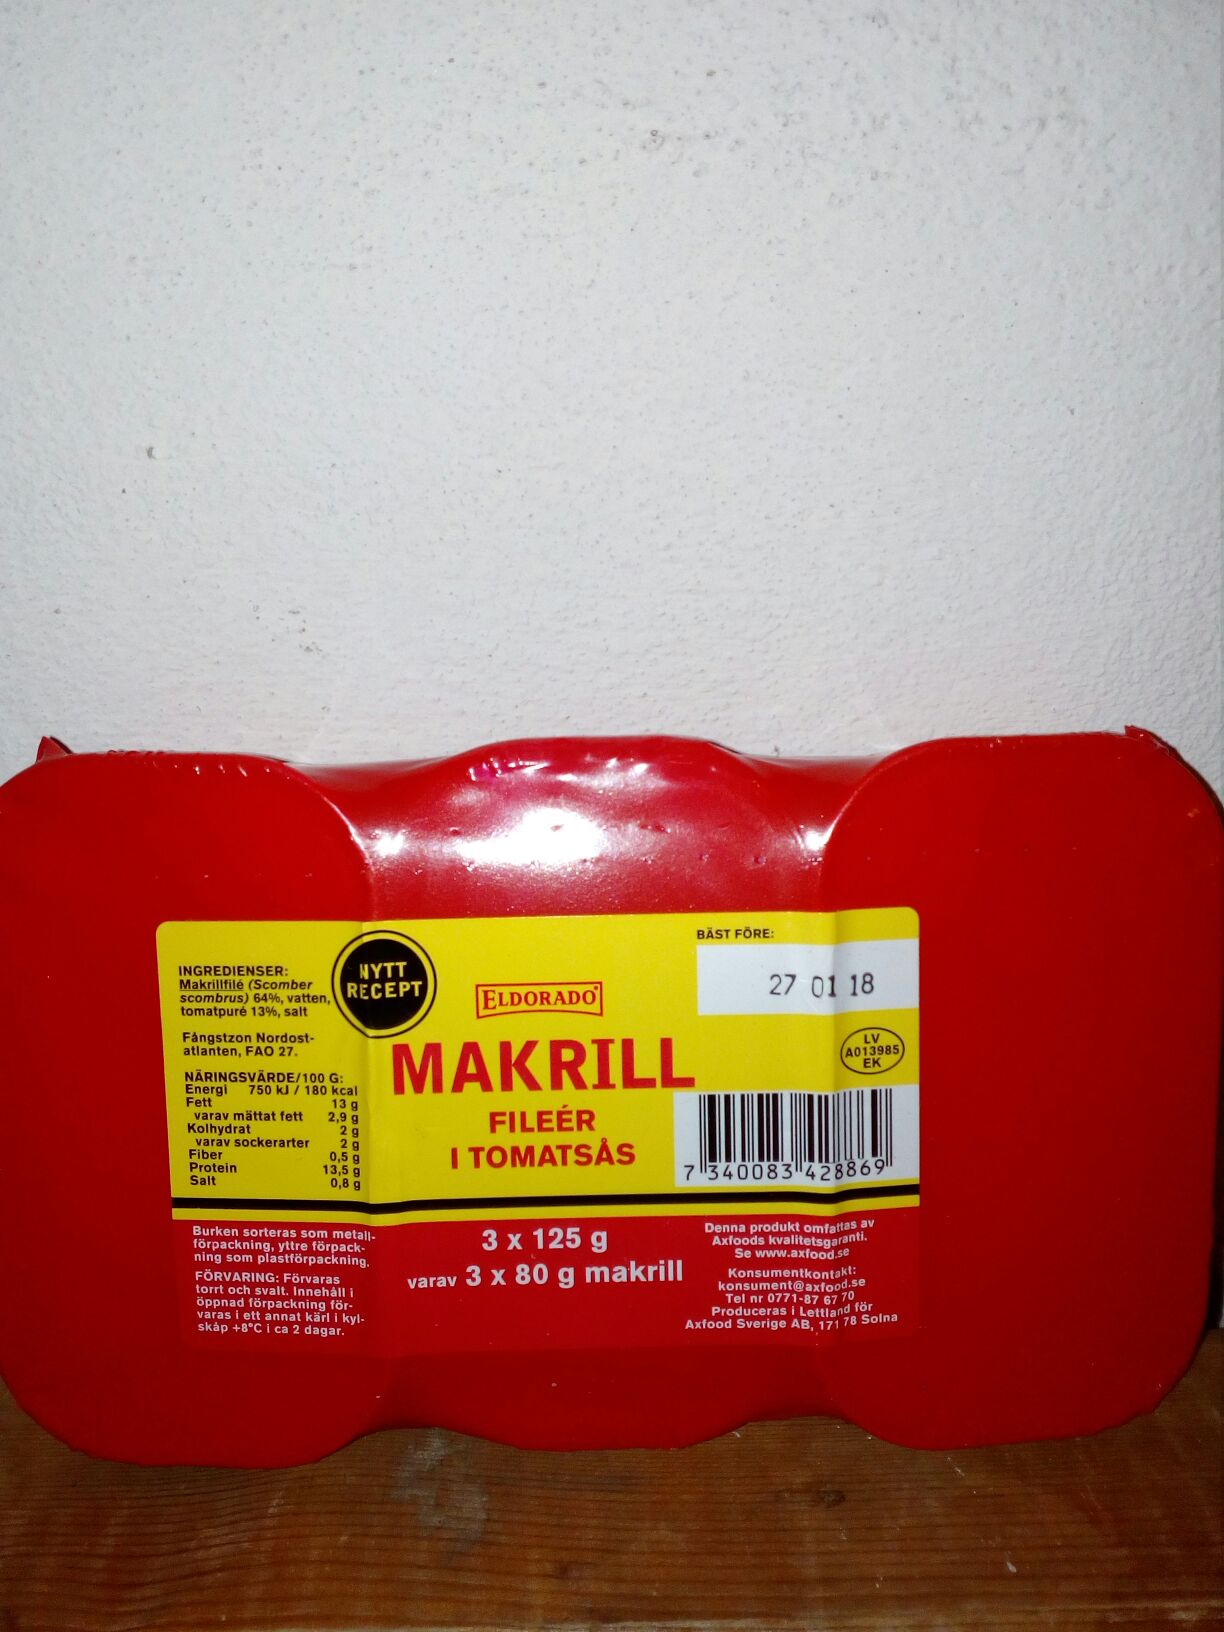 INGREDIENSER:
Makrillfilé (Scomber
scombrus) 64%, vatten,
tomatpuré 13%, salt
Fångstzon Nordost-
atlanten, FAO 27.
NÄRINGSVÄRDE/100 G:
Energi 750 kJ / 180 kcal
Fett 13 g
varav mättat fett 2,9 g
Kolhydrat 2 g
varav sockerarter 2 g
Fiber 0,5 g
Protein 13,5 g
Salt 0,8 g
NYTT
RECEPT
ELDORADO
MAKRILL
FILEÉR
I TOMATSÅS
BÄST FÖRE:
27 01 18
LV
A013985
EK
7 340083 428869
Burken sorteras som metall-
förpackning, yttre förpack-
ning som plastförpackning.
FÖRVARING: Förvaras
torrt och svalt. Innehåll i
öppnad förpackning för-
varas i ett annat kärl i kyl-
skåp +8°C i ca 2 dagar.
3 x 125 g
varav 3 x 80 g makrill
Denna produkt omfattas av
Axfoods kvalitetsgaranti.
Se www.axfood.se
Konsumentkontakt:
konsument@axfood.se
Tel nr 0771-87 67 70
Produceras i Lettland för
Axfood Sverige AB, 171 78 Solna